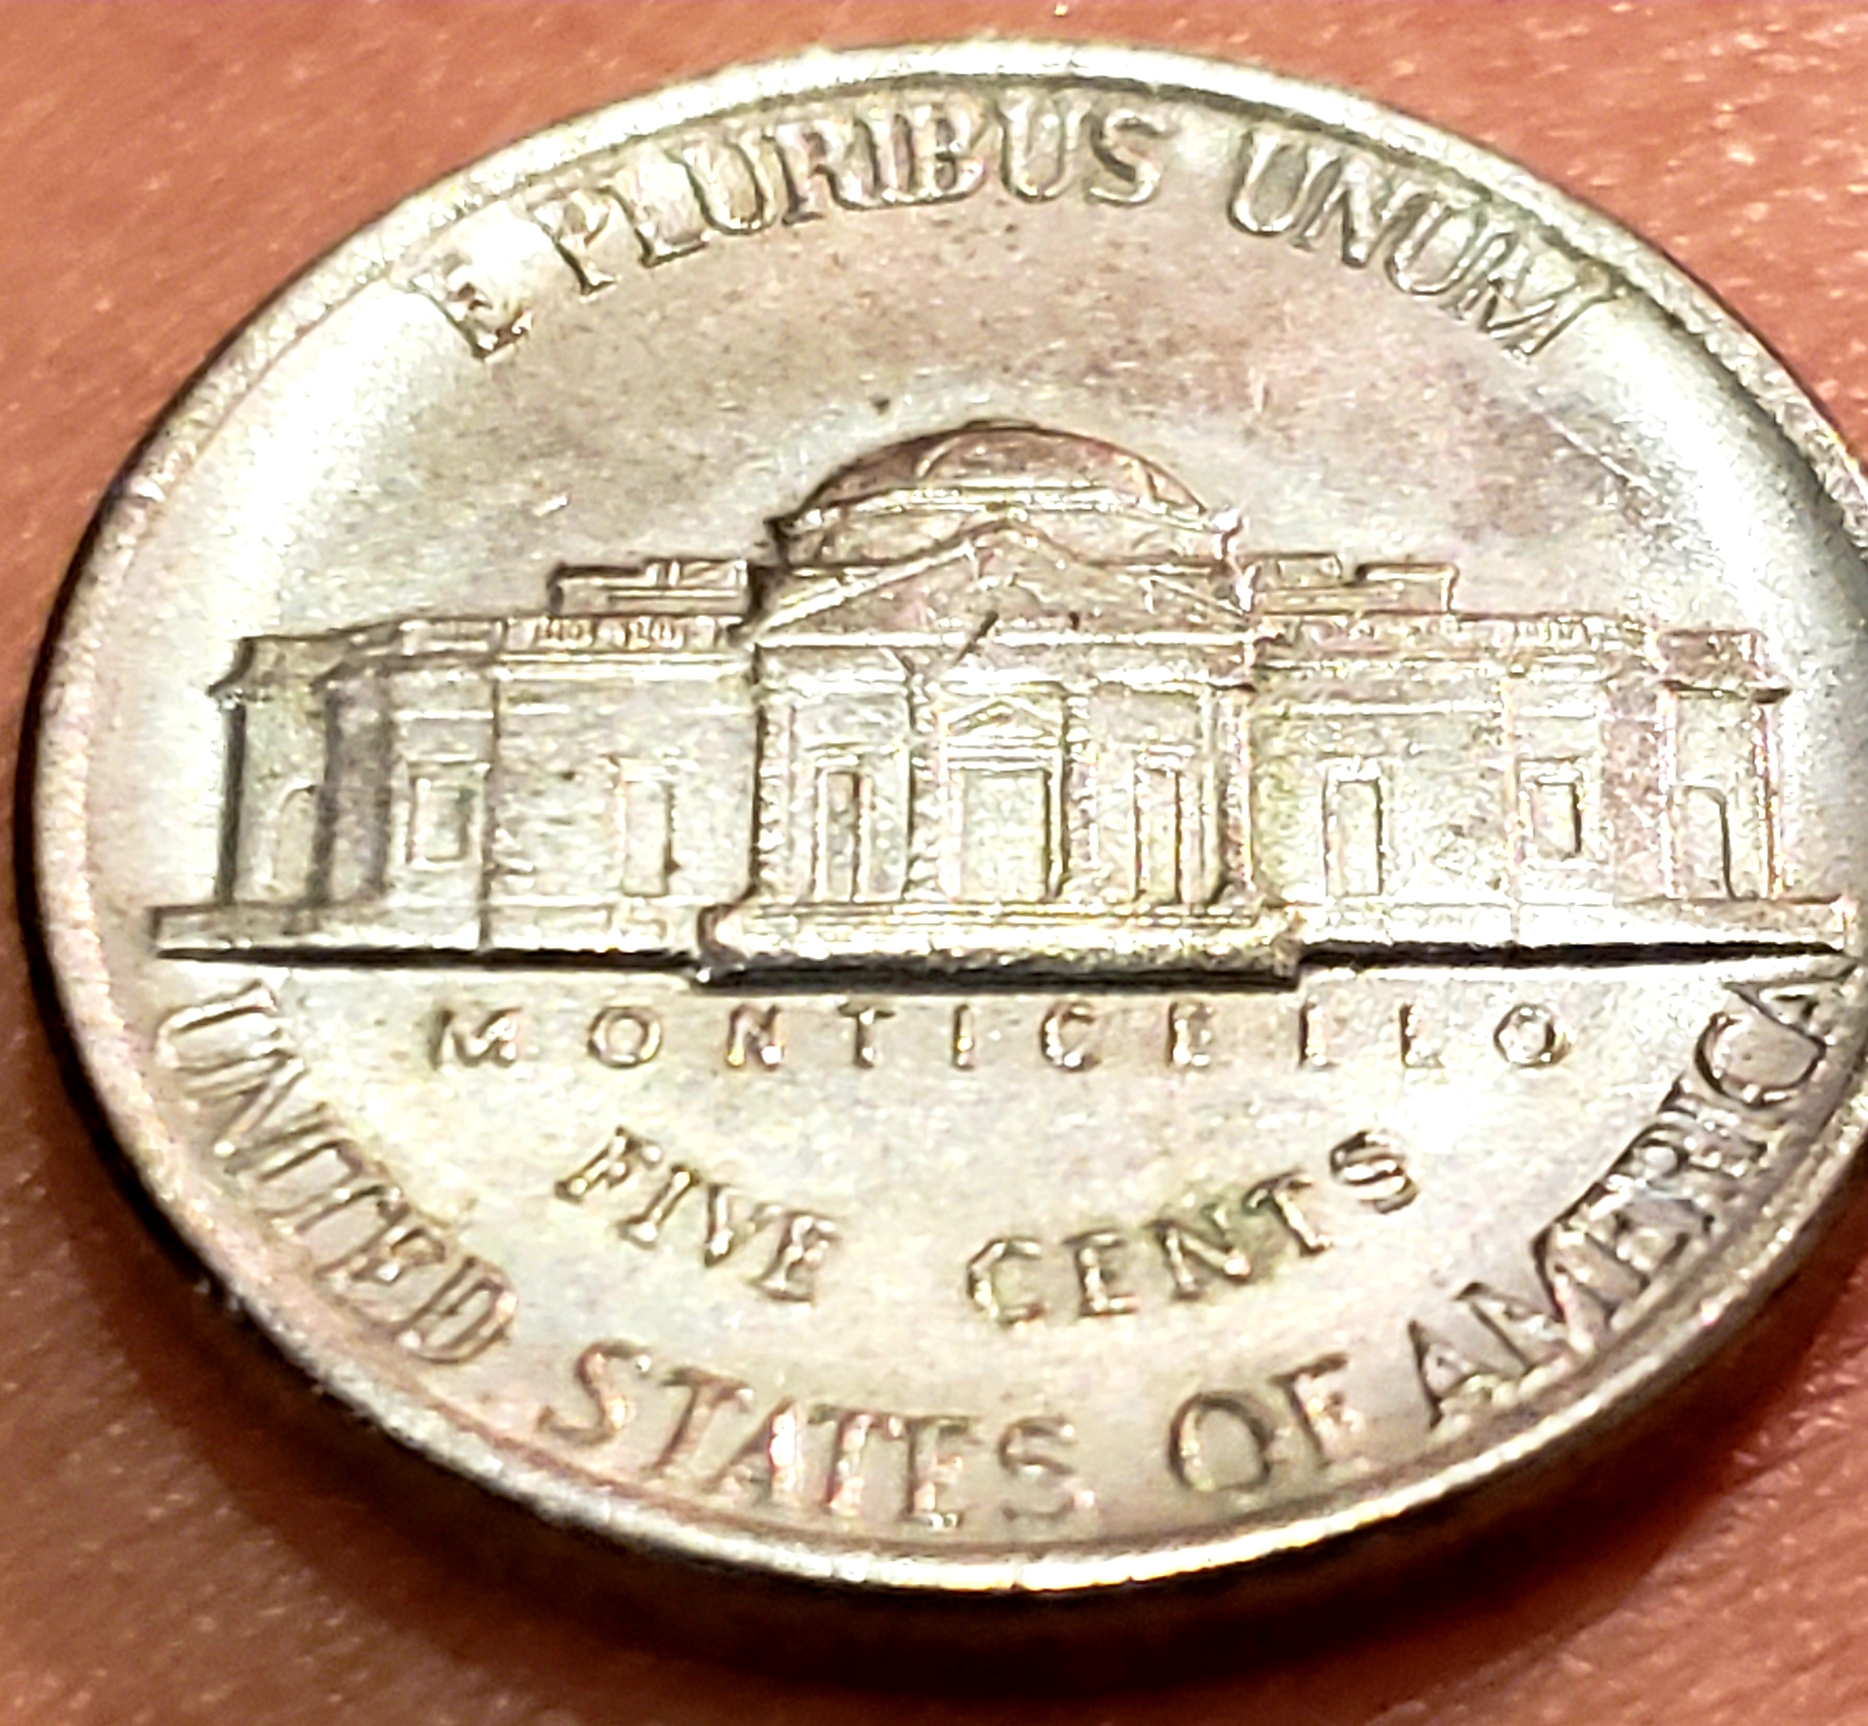 E PLURIBUS UNUM
MONTICELLO
FIVE CENTS
UNITED STATES OF AMERICA